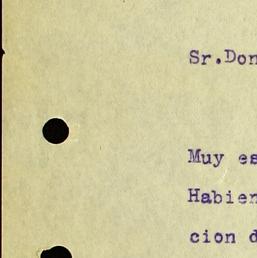 Sr.Don
Muy es
Habien
cion d